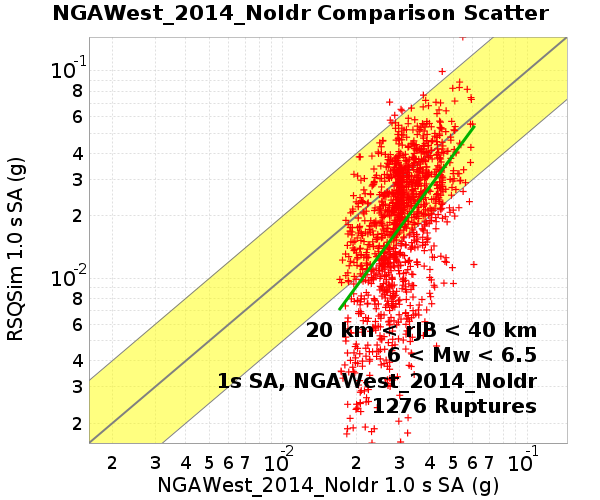 NGAWest_2014_NoIdr Comparison Scatter
RSQSim 1.0 s SA (g)
10-1
8
6
4
3
2
10-2
8
6
4
3
2
20 km < rJB < 40 km
6 < Mw < 6.5
1s SA, NGAWest_2014_NoIdr
1276 Ruptures
2 3 4 5 6 7 10-2 2 3 4 5 6 7 10-1
NGAWest_2014_NoIdr 1.0 s SA (g)